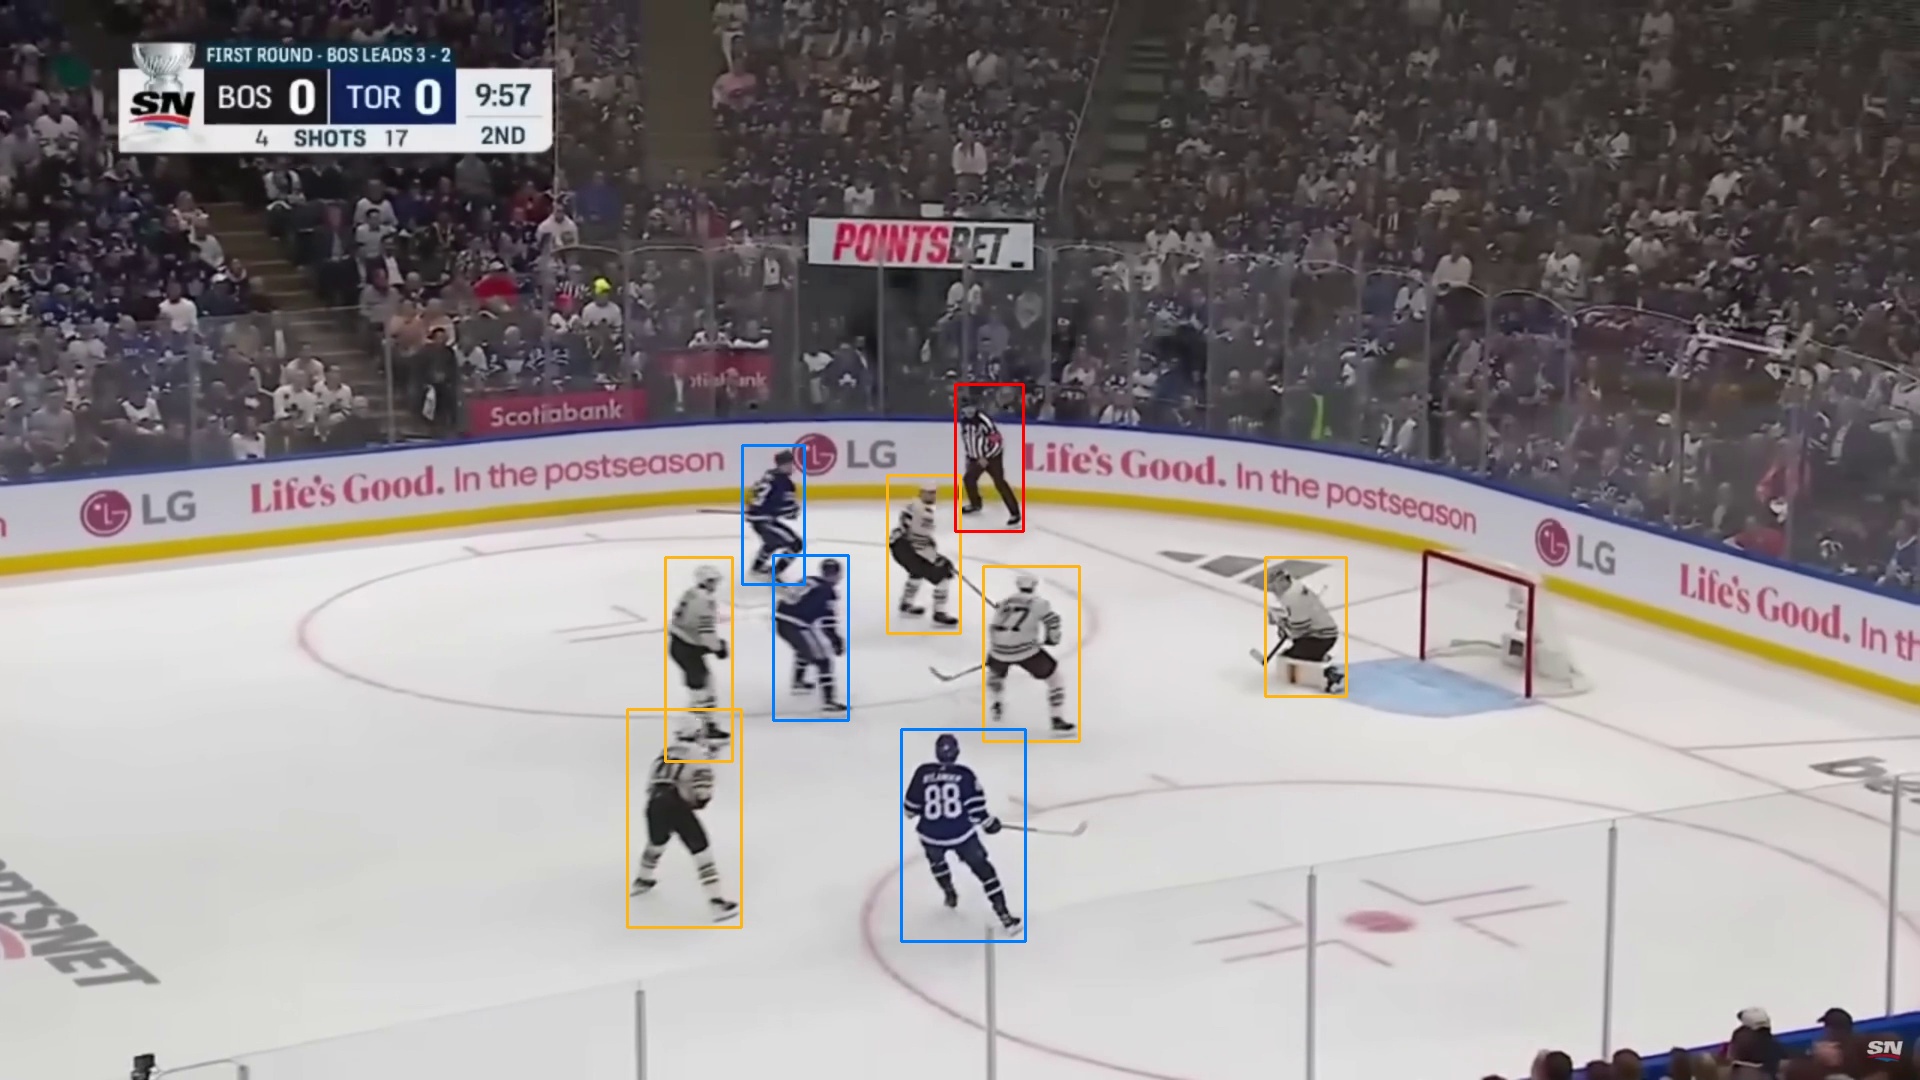 FIRST ROUND - BOS LEADS 3 - 2
SN BOS 0 TOR 0 9:57
4 SHOTS 17 2ND
POINTSBET
Scotiabank
LG Life's Good. In the postseason LG Life's Good. In the postseason LG Life's Good. In th
27
88
SN